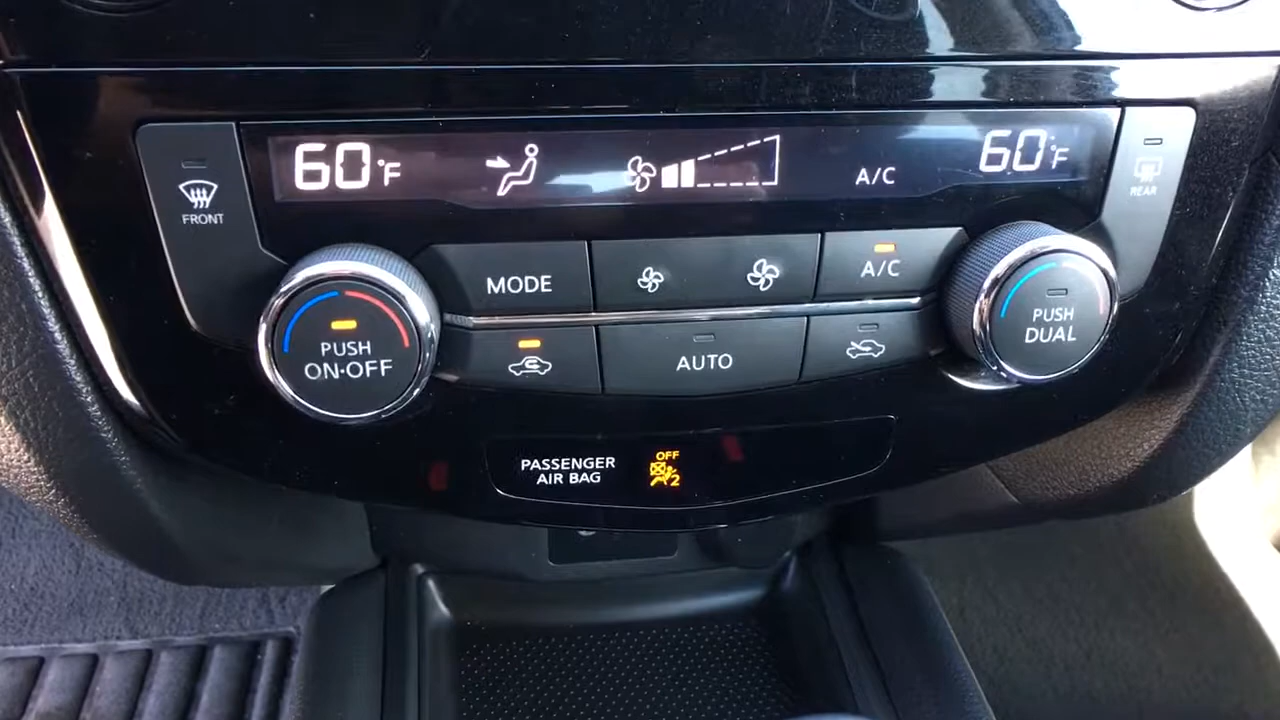 60°F
A/C
60°F
FRONT
REAR
MODE
A/C
PUSH
ON·OFF
AUTO
PUSH
DUAL
PASSENGER
AIR BAG
OFF
2